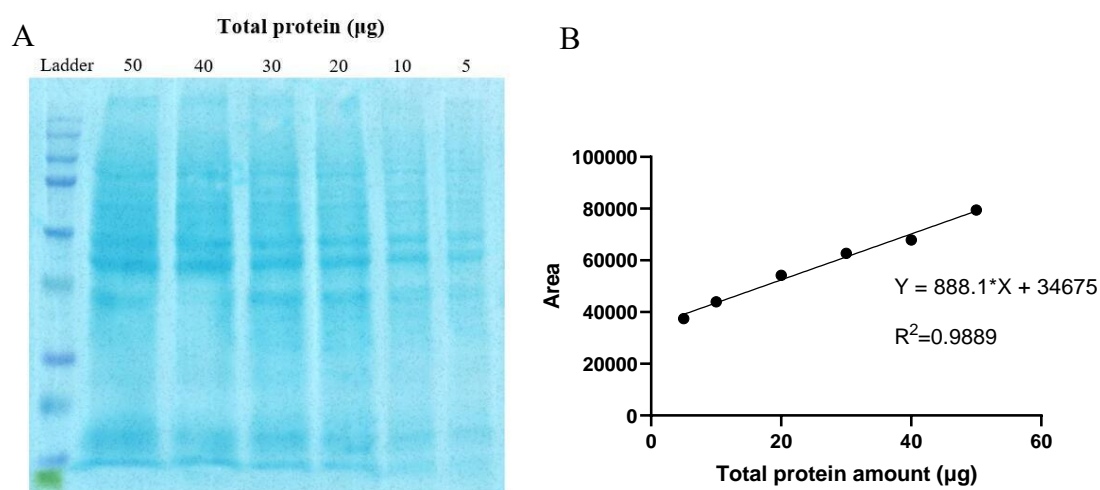 A
Total protein (µg)
Ladder 50 40 30 20 10 5
B
100000
80000
60000
40000
20000
0
0 20 40 60
Area
Y = 888.1*X + 34675
R²=0.9889
Total protein amount (µg)